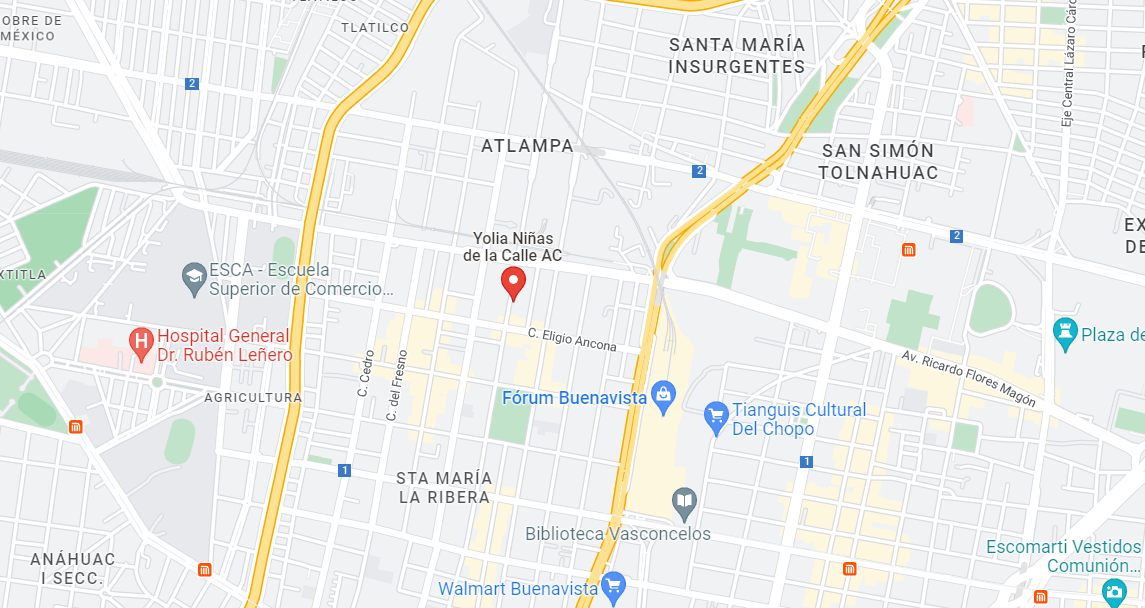 TLATILCO
OBRE DE
MÉXICO
SANTA MARÍA
INSURGENTES
Eje Central Lázaro Cárd
2
ATLAMPA
SAN SIMÓN
TOLNAHUAC
2
EX
DE
2
Yolia Niñas
de la Calle AC
XTITLA
ESCA - Escuela
Superior de Comercio...
Hospital General
Dr. Rubén Leñero
C. Eligio Ancona
Plaza de
Av. Ricardo Flores Magón
C. Cedro
C. del Fresno
AGRICULTURA
Fórum Buenavista
Tianguis Cultural
Del Chopo
1
1
STA MARÍA
LA RIBERA
Biblioteca Vasconcelos
ANÁHUAC
I SECC.
Escomarti Vestidos
Comunión...
Walmart Buenavista